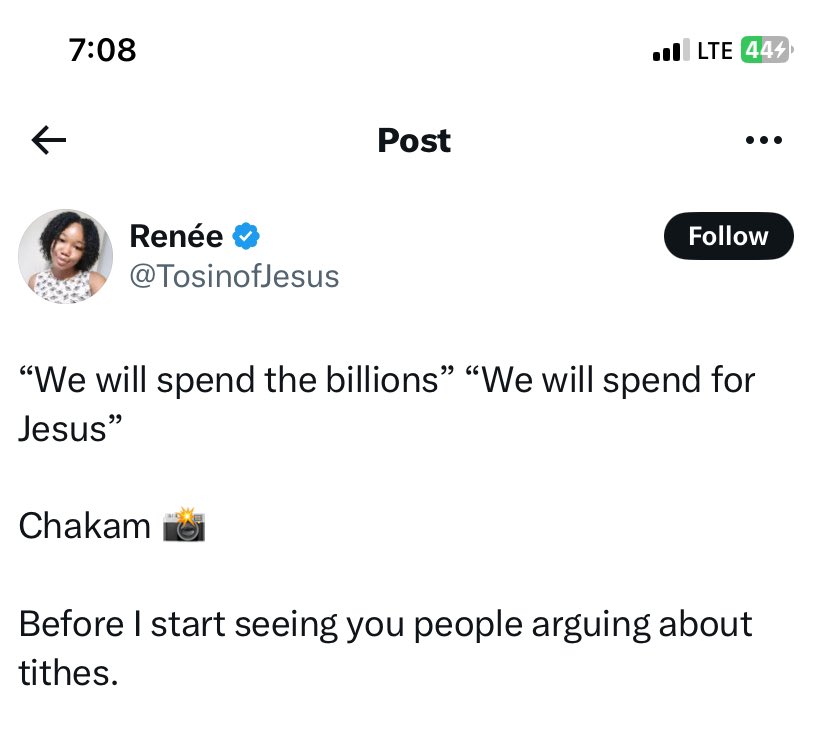 7:08
LTE 44
Post
Renée
Follow
@TosinofJesus
“We will spend the billions” “We will spend for
Jesus”
Chakam 📸
Before I start seeing you people arguing about
tithes.